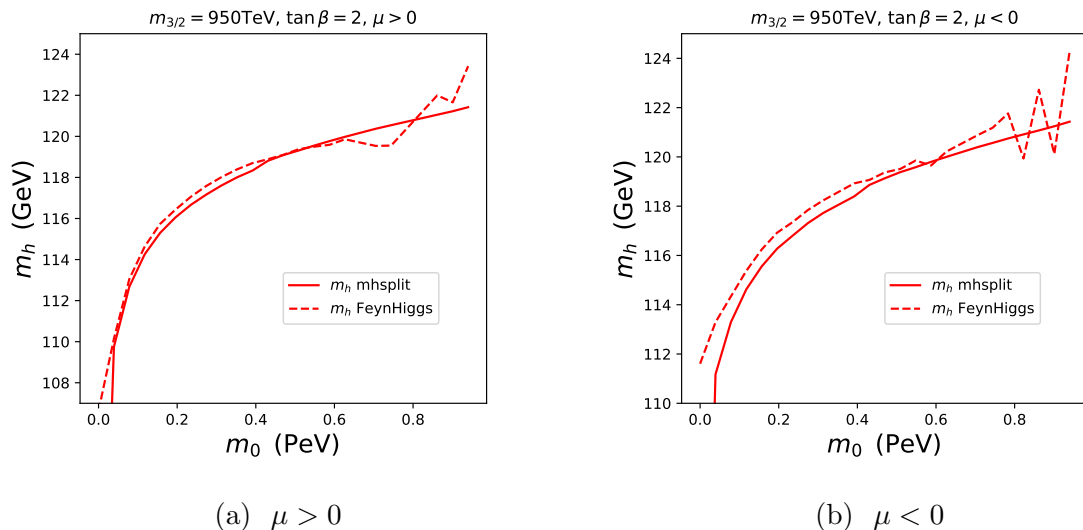 m3/2 = 950TeV, tan β = 2, μ > 0
124
122
120
118
116
114
112
110
108
mh (GeV)
mh mhsplit
mh FeynHiggs
0.0 0.2 0.4 0.6 0.8
m0 (PeV)
(a) μ > 0
m3/2 = 950TeV, tan β = 2, μ < 0
124
122
120
118
116
114
112
110
mh (GeV)
mh mhsplit
mh FeynHiggs
0.0 0.2 0.4 0.6 0.8
m0 (PeV)
(b) μ < 0